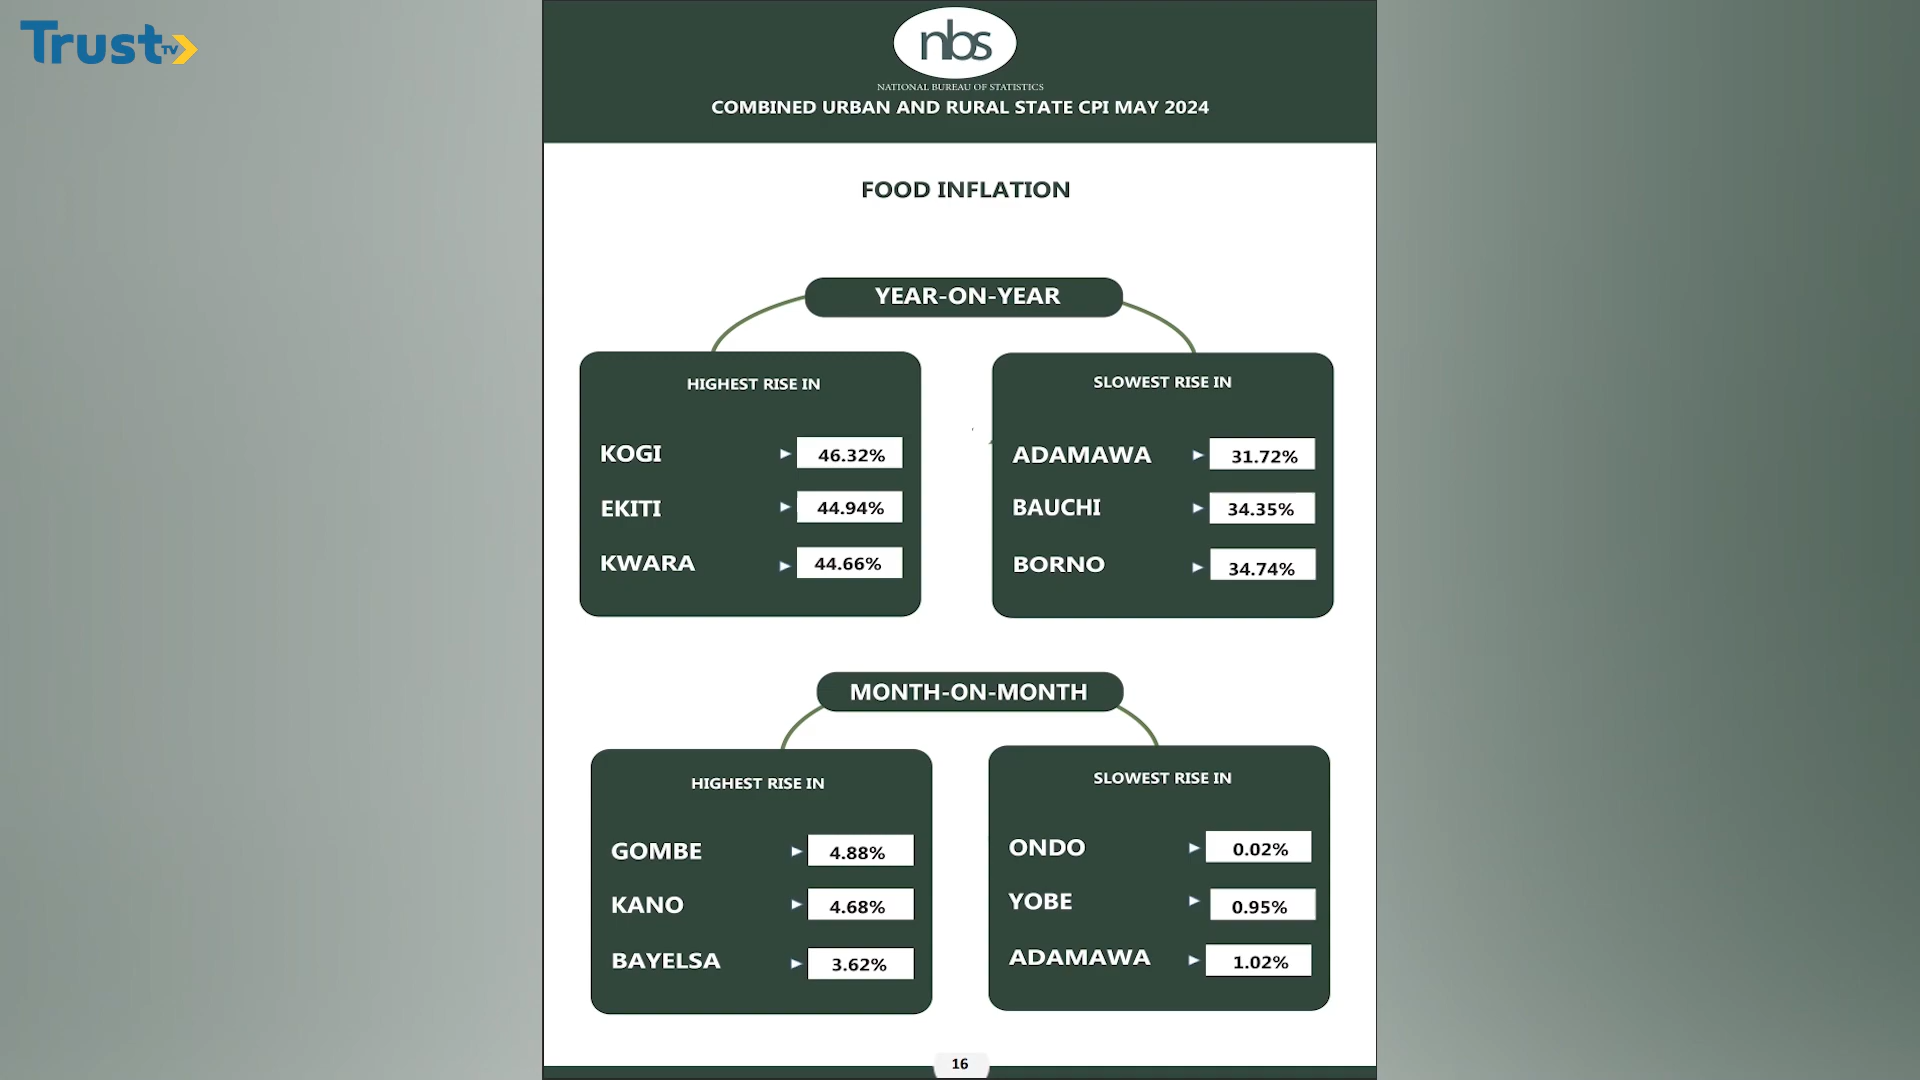 Trust TV
nbs
NATIONAL BUREAU OF STATISTICS
COMBINED URBAN AND RURAL STATE CPI MAY 2024
FOOD INFLATION
YEAR-ON-YEAR
HIGHEST RISE IN
KOGI 46.32%
EKITI 44.94%
KWARA 44.66%
SLOWEST RISE IN
ADAMAWA 31.72%
BAUCHI 34.35%
BORNO 34.74%
MONTH-ON-MONTH
HIGHEST RISE IN
GOMBE 4.88%
KANO 4.68%
BAYELSA 3.62%
SLOWEST RISE IN
ONDO 0.02%
YOBE 0.95%
ADAMAWA 1.02%
16